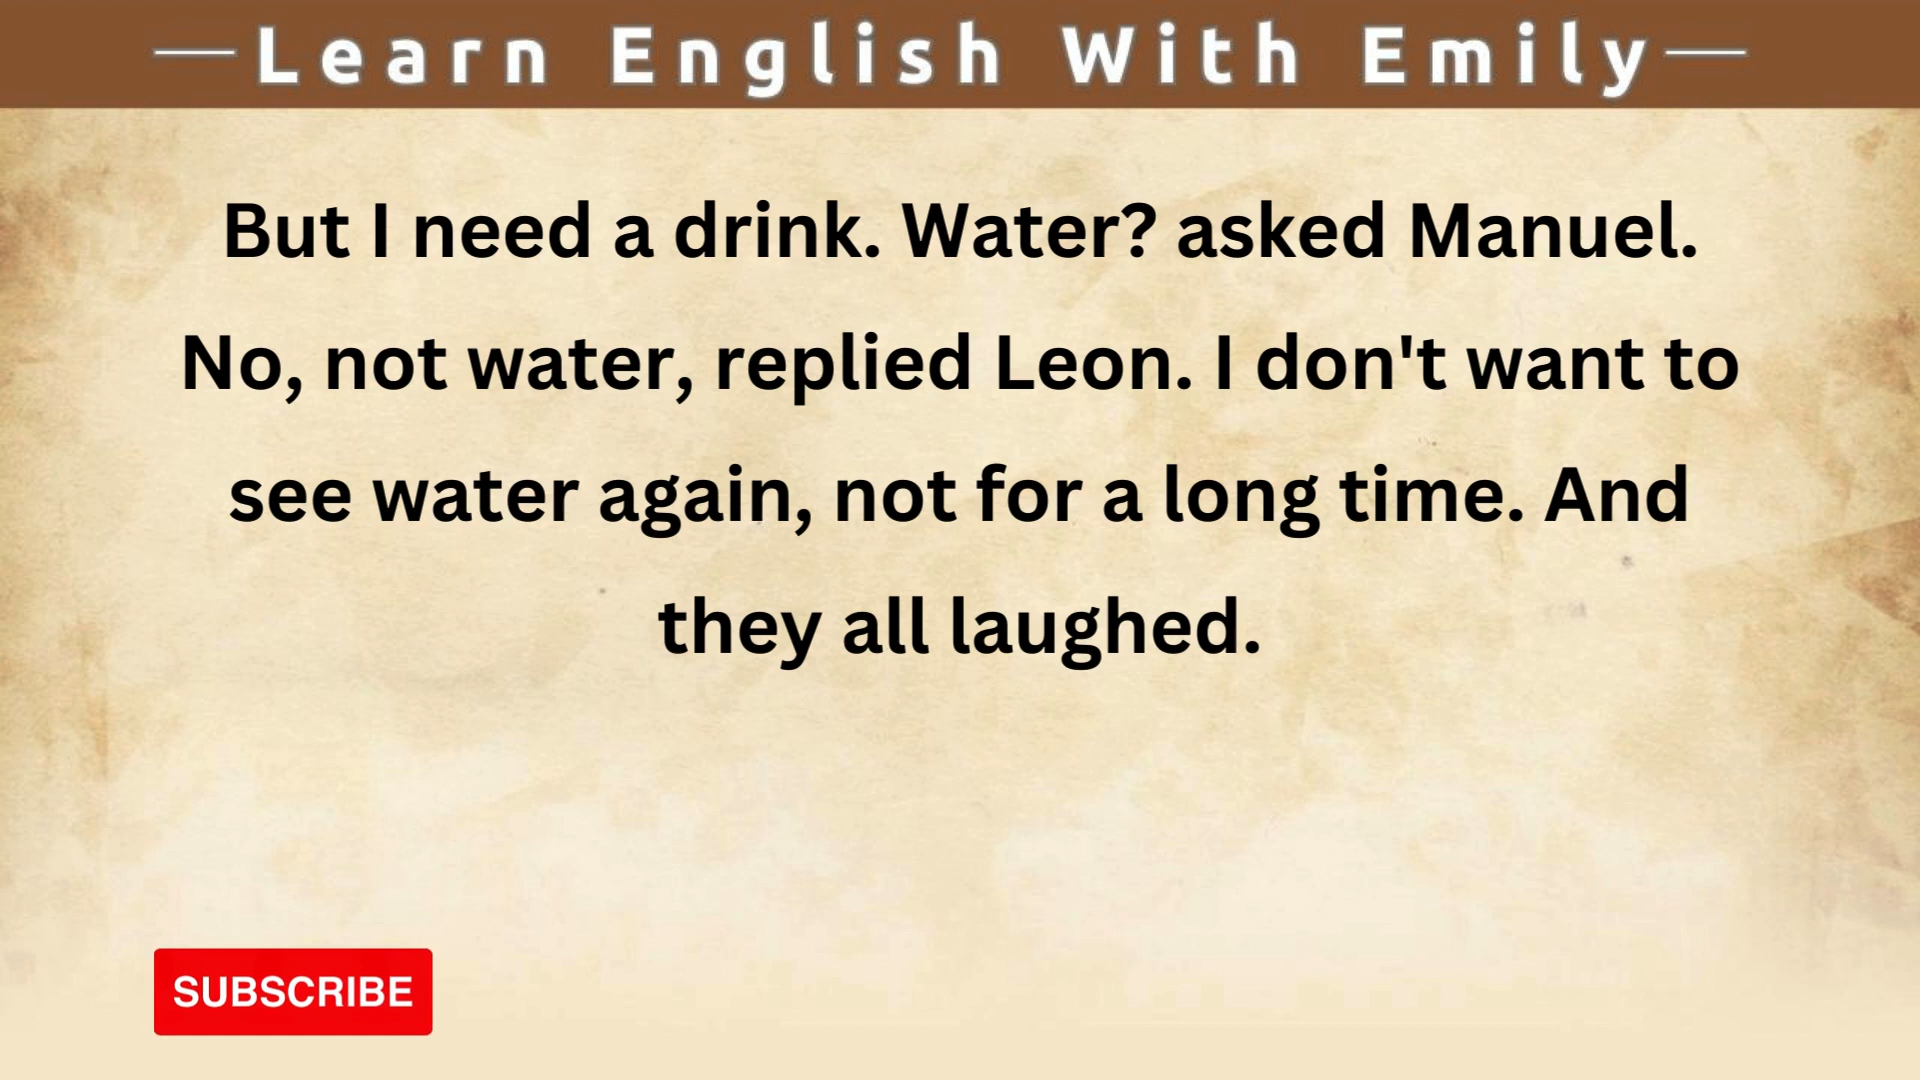 Learn English With Emily
But I need a drink. Water? asked Manuel.
No, not water, replied Leon. I don't want to
see water again, not for a long time. And
they all laughed.
SUBSCRIBE